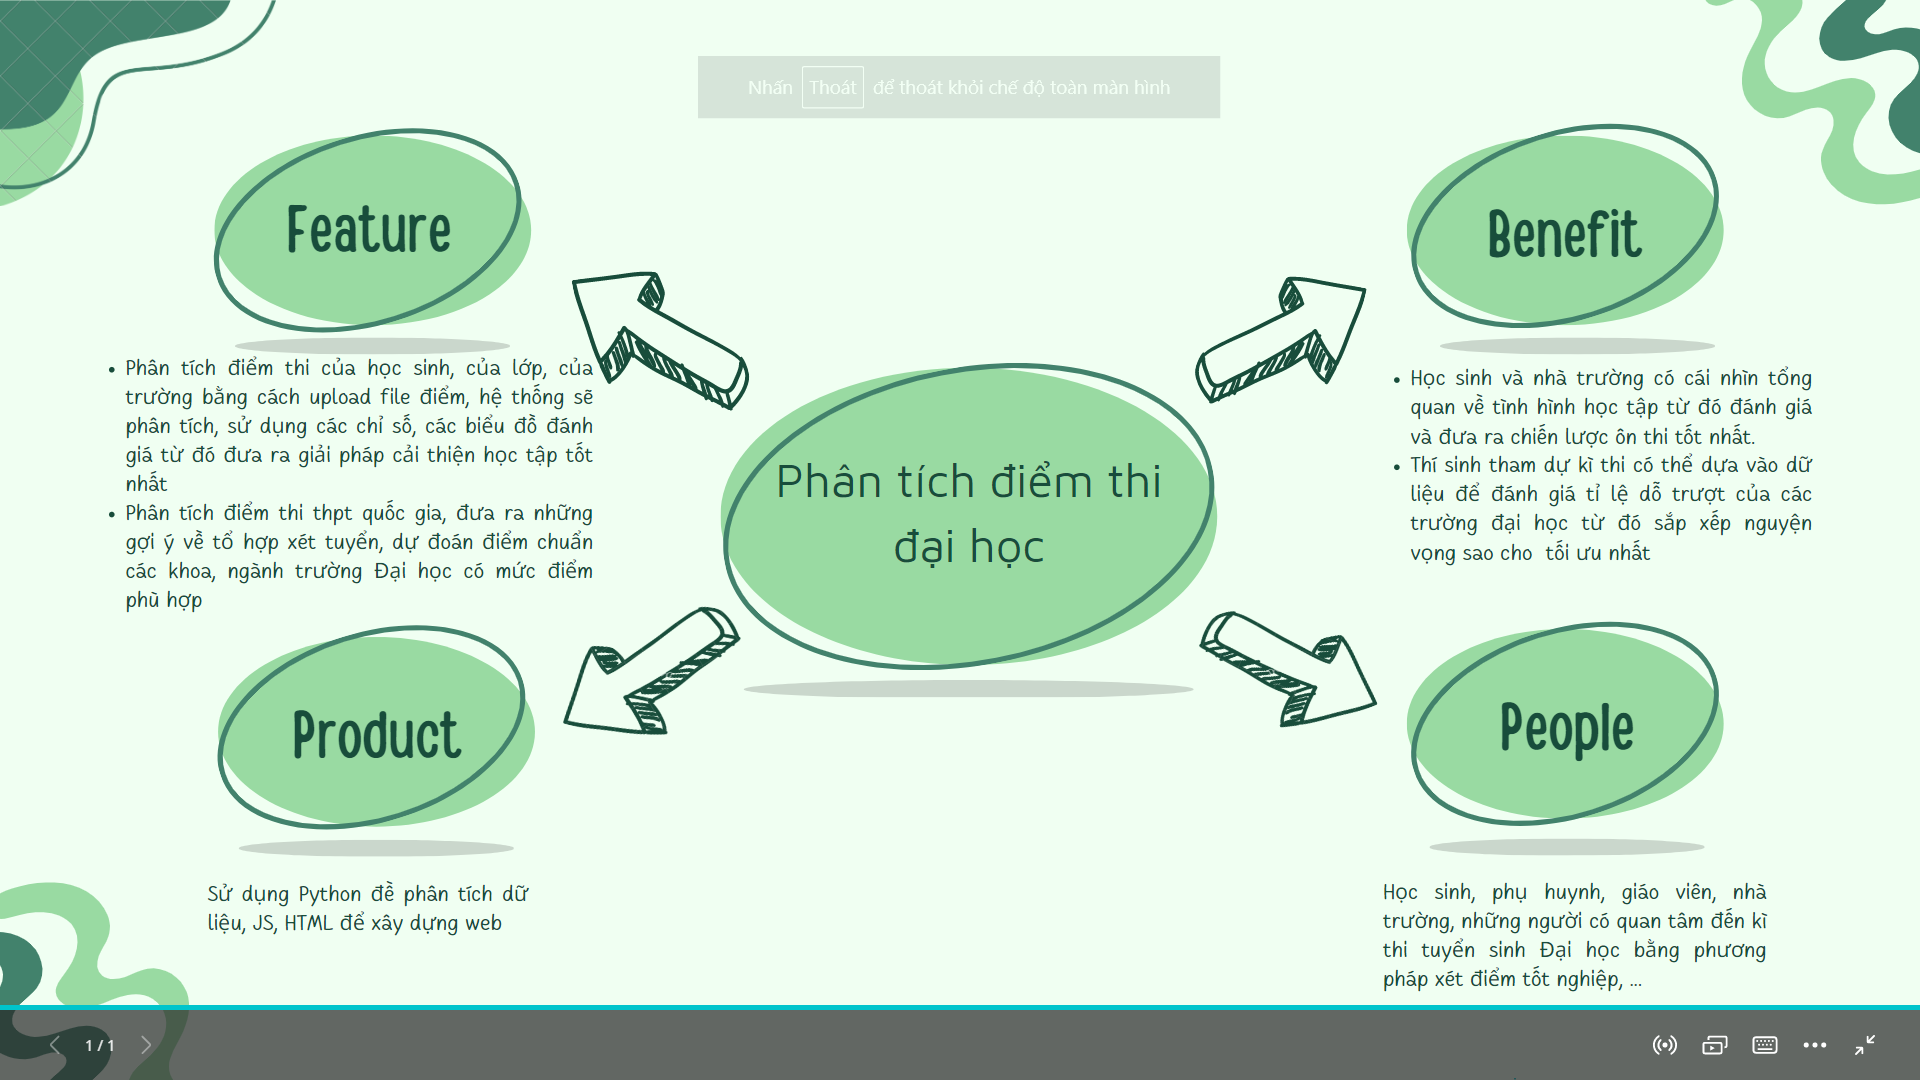 Nhấn Thoát để thoát khỏi chế độ toàn màn hình
Feature
Phân tích điểm thi của học sinh, của lớp, của
trường bằng cách upload file điểm, hệ thống sẽ
phân tích, sử dụng các chỉ số, các biểu đồ đánh
giá từ đó đưa ra giải pháp cải thiện học tập tốt
nhất
Phân tích điểm thi thpt quốc gia, đưa ra những
gợi ý về tổ hợp xét tuyển, dự đoán điểm chuẩn
các khoa, ngành trường Đại học có mức điểm
phù hợp
Benefit
Học sinh và nhà trường có cái nhìn tổng
quan về tình hình học tập từ đó đánh giá
và đưa ra chiến lược ôn thi tốt nhất.
Thí sinh tham dự kì thi có thể dựa vào dữ
liệu để đánh giá tỉ lệ dỗ trượt của các
trường đại học từ đó sắp xếp nguyện
vọng sao cho tối ưu nhất
Phân tích điểm thi
đại học
Product
Sử dụng Python đề phân tích dữ
liệu, JS, HTML để xây dựng web
People
Học sinh, phụ huynh, giáo viên, nhà
trường, những người có quan tâm đến kì
thi tuyển sinh Đại học bằng phương
pháp xét điểm tốt nghiệp, ...
1 / 1